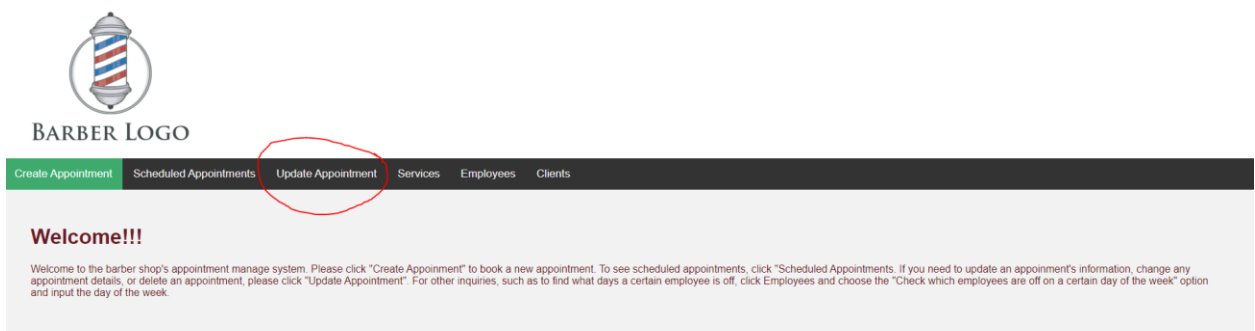 BARBER LOGO
Create Appointment Scheduled Appointments Update Appointment Services Employees Clients
Welcome!!!
Welcome to the barber shop's appointment manage system. Please click "Create Appoinment" to book a new appointment. To see scheduled appointments, click "Scheduled Appointments. If you need to update an appoinment's information, change any
appointment details, or delete an appointment, please click "Update Appointment". For other inquiries, such as to find what days a certain employee is off, click Employees and choose the "Check which employees are off on a certain day of the week" option
and input the day of the week.